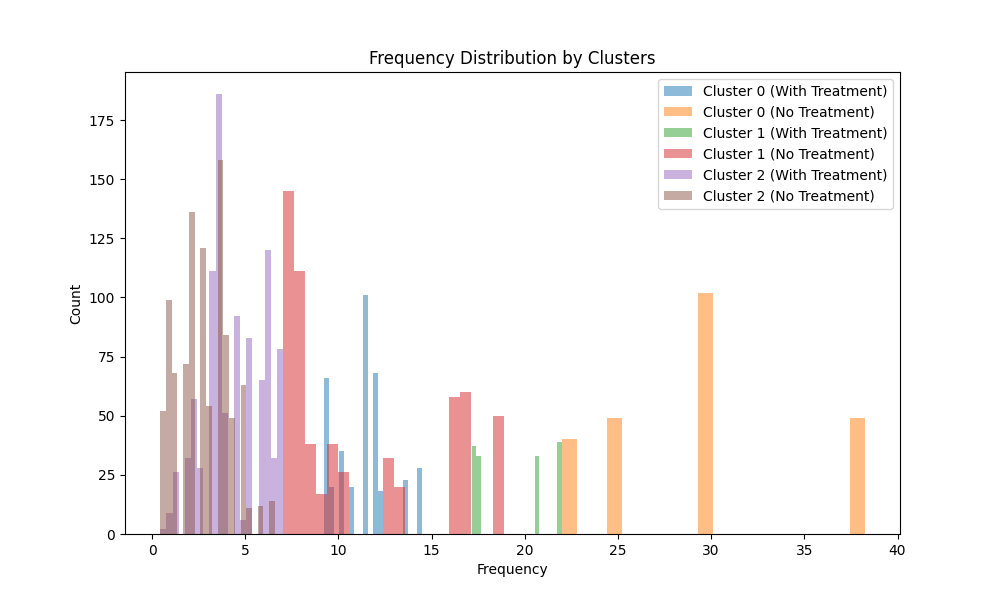 Frequency Distribution by Clusters
Cluster 0 (With Treatment)
Cluster 0 (No Treatment)
Cluster 1 (With Treatment)
Cluster 1 (No Treatment)
Cluster 2 (With Treatment)
Cluster 2 (No Treatment)
Count
175
150
125
100
75
50
25
0
0 5 10 15 20 25 30 35 40
Frequency